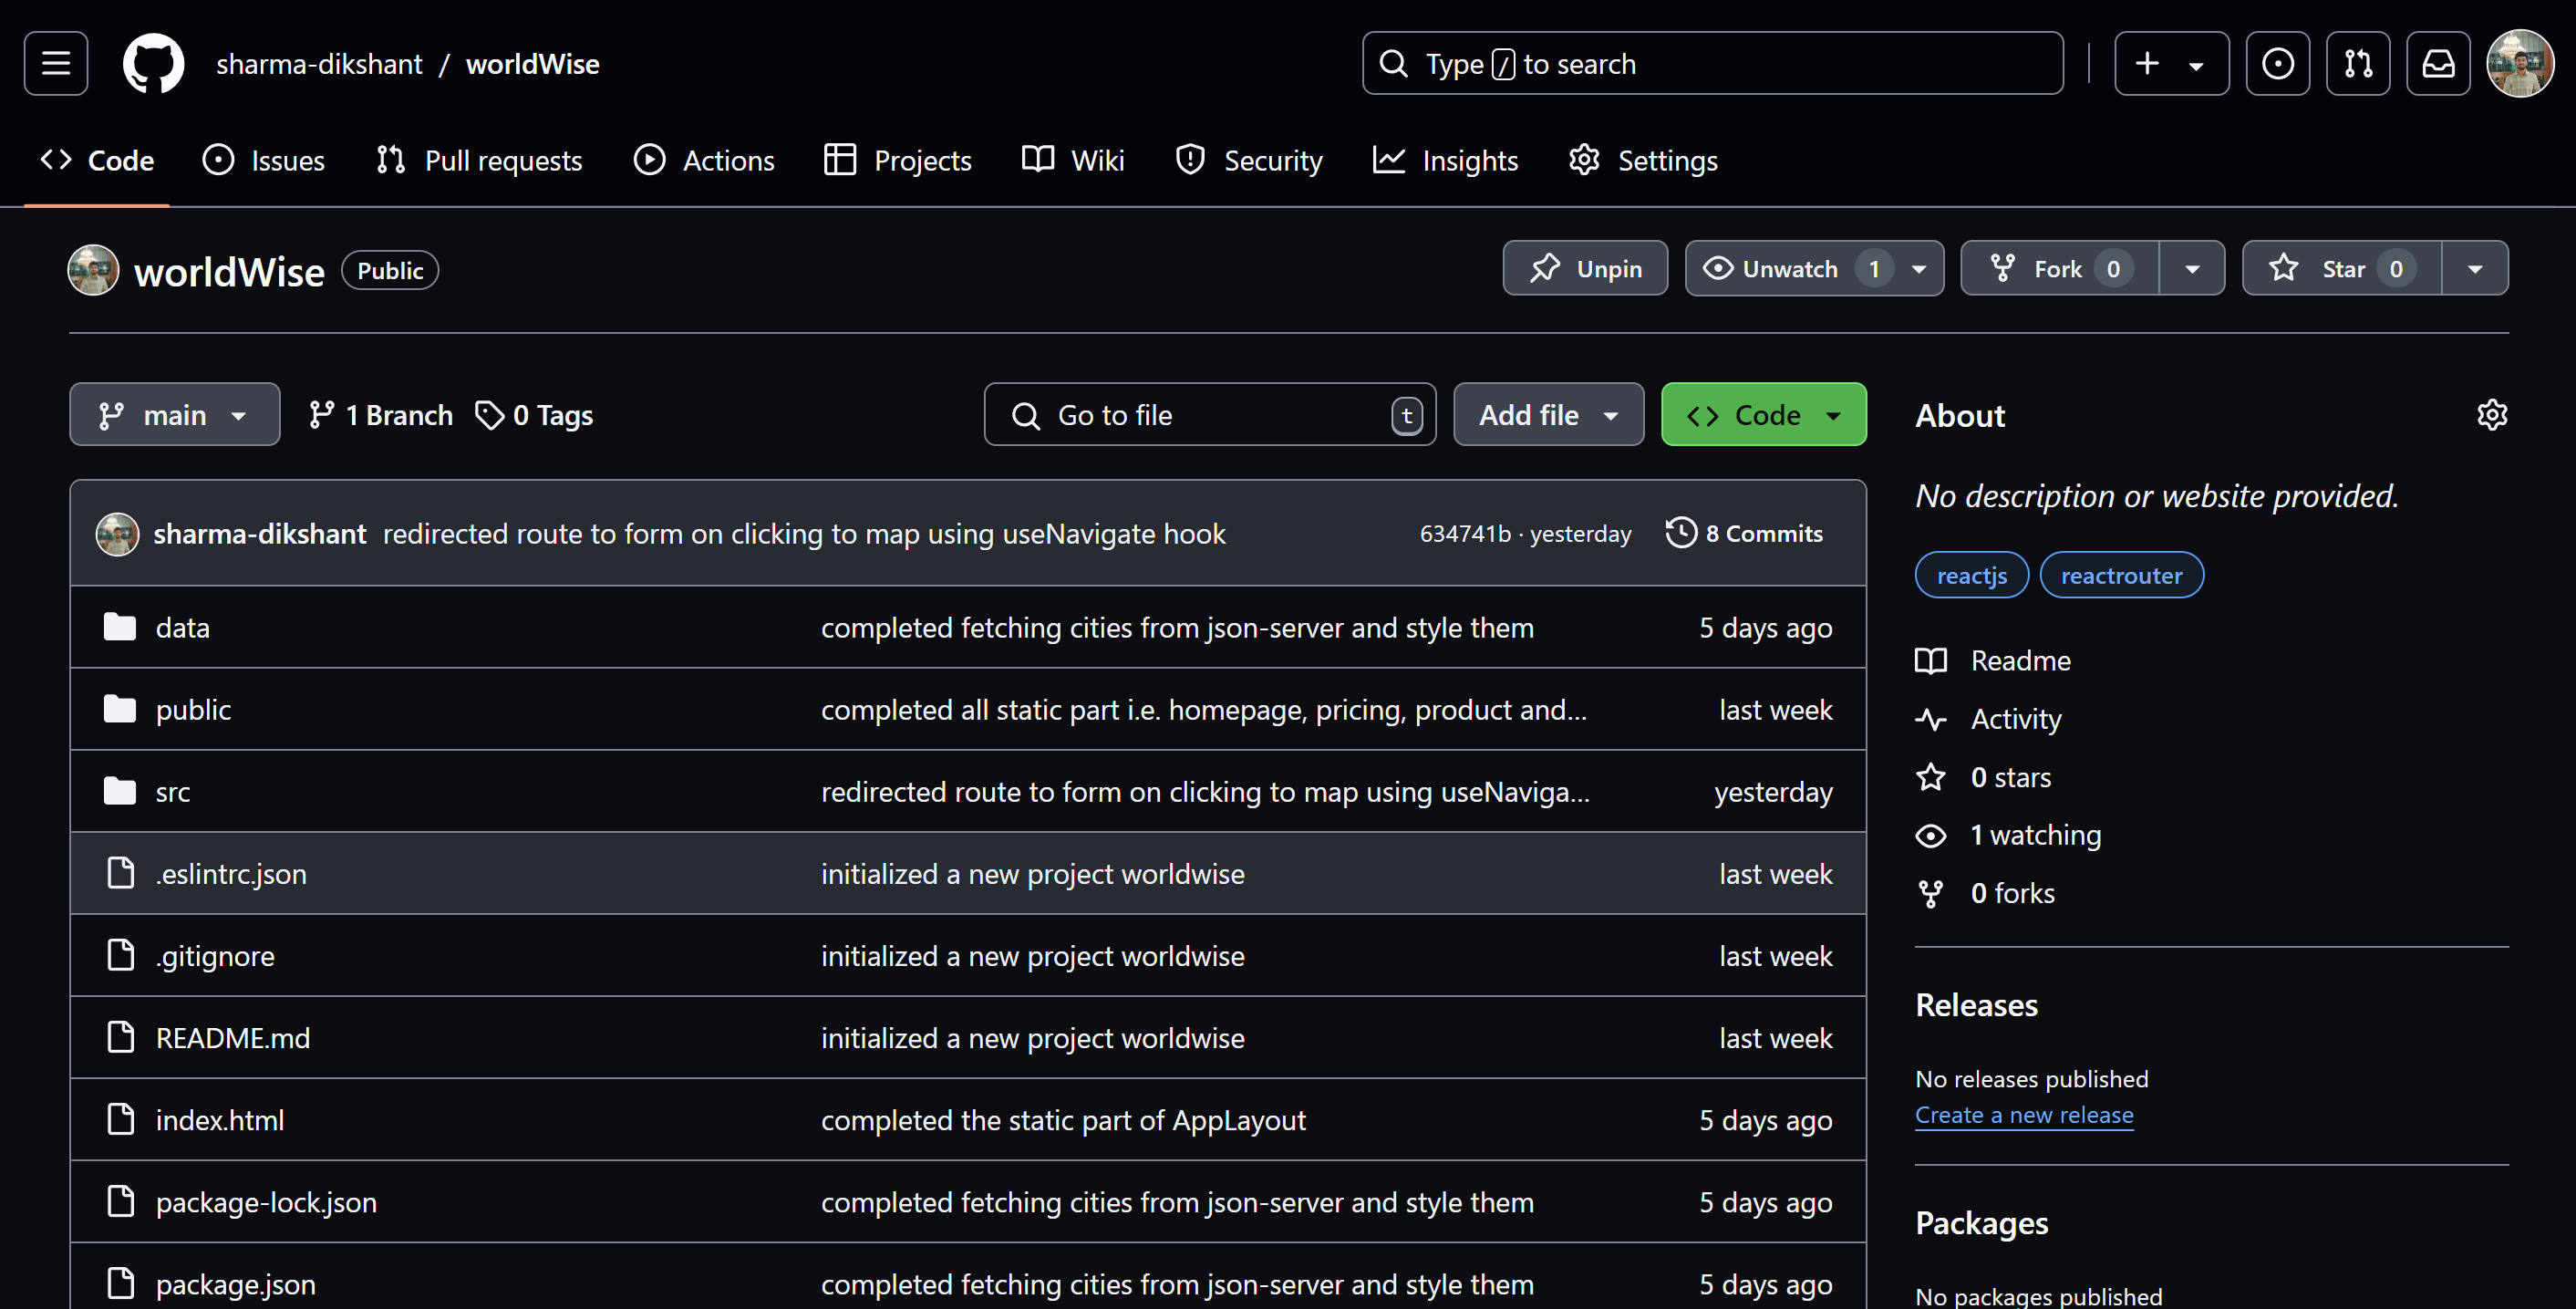 sharma-dikshant / worldWise
Type / to search
Code Issues Pull requests Actions Projects Wiki Security Insights Settings
worldWise Public
Unpin Unwatch 1 Fork 0 Star 0
main 1 Branch 0 Tags
Go to file t Add file Code
sharma-dikshant redirected route to form on clicking to map using useNavigate hook 634741b · yesterday 8 Commits
data completed fetching cities from json-server and style them 5 days ago
public completed all static part i.e. homepage, pricing, product and... last week
src redirected route to form on clicking to map using useNaviga... yesterday
.eslintrc.json initialized a new project worldwise last week
.gitignore initialized a new project worldwise last week
README.md initialized a new project worldwise last week
index.html completed the static part of AppLayout 5 days ago
package-lock.json completed fetching cities from json-server and style them 5 days ago
package.json completed fetching cities from json-server and style them 5 days ago
About
No description or website provided.
reactjs reactrouter
Readme
Activity
0 stars
1 watching
0 forks
Releases
No releases published
Create a new release
Packages
No packages published